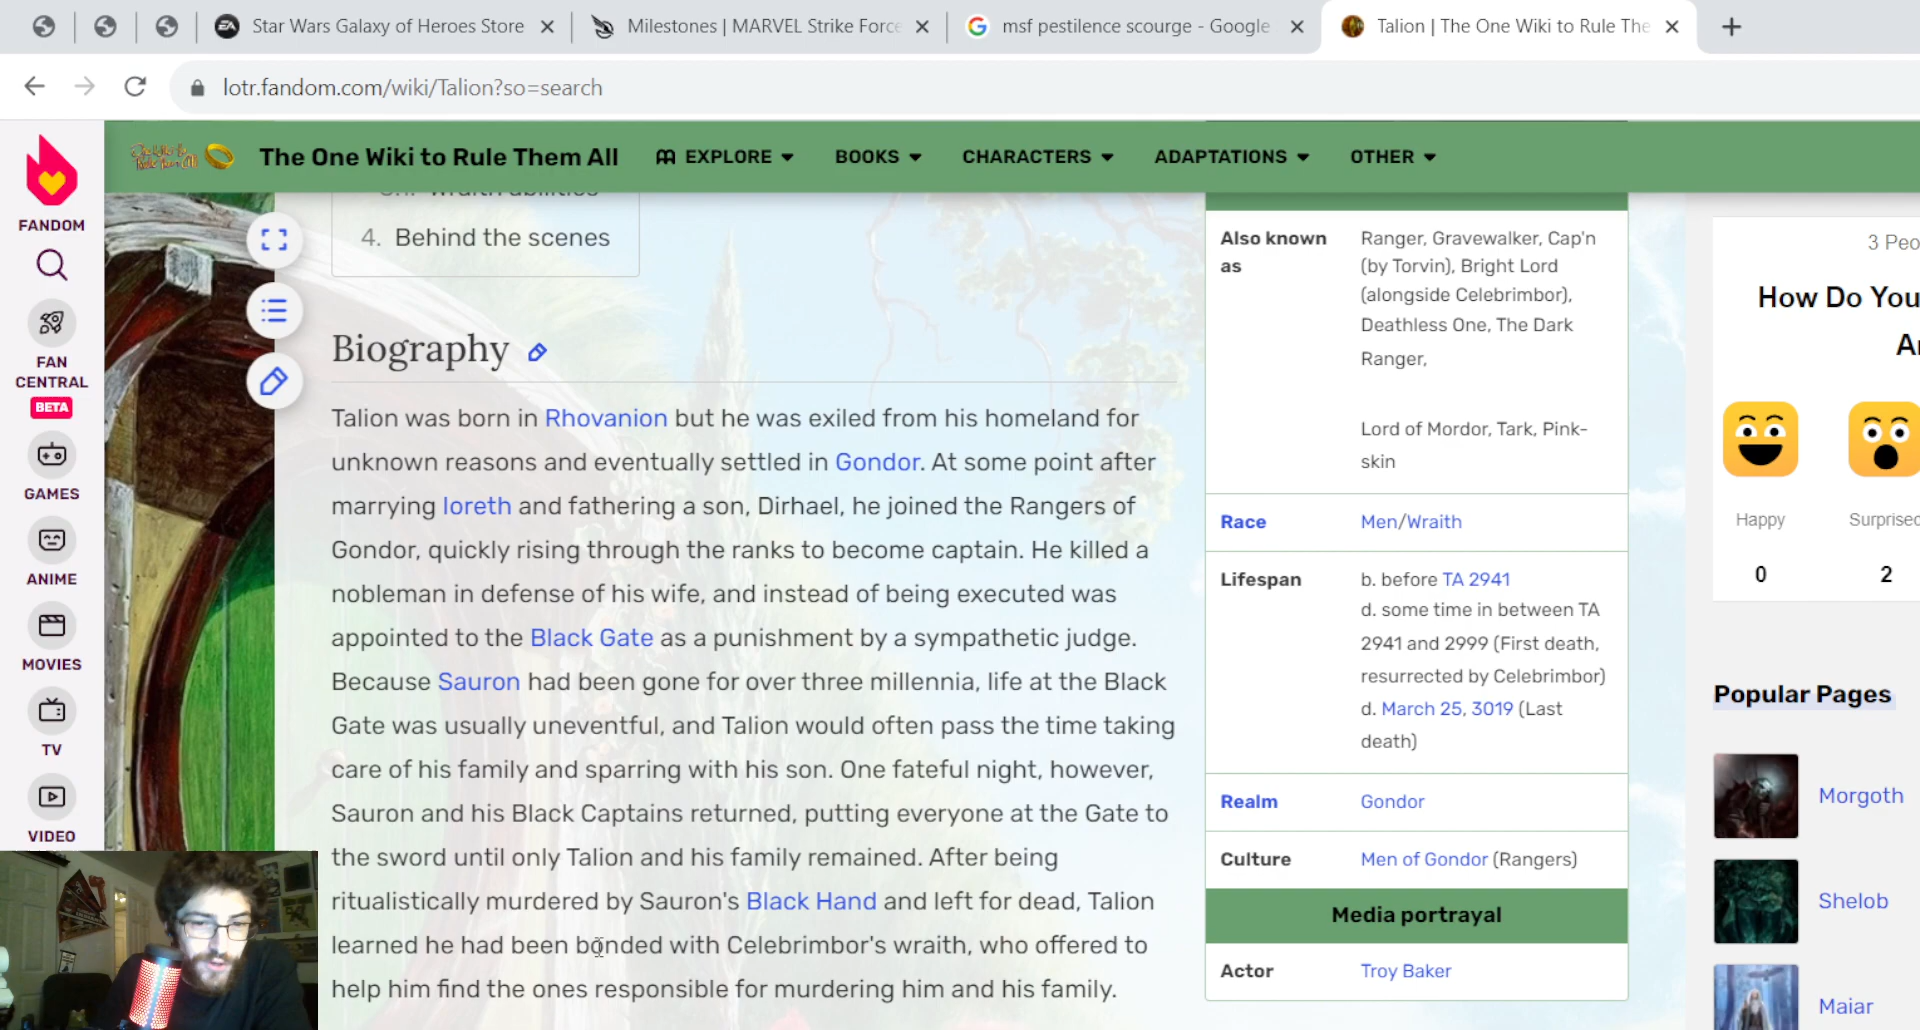 Star Wars Galaxy of Heroes Store
Milestones | MARVEL Strike Force
msf pestilence scourge - Google
Talion | The One Wiki to Rule The
lotr.fandom.com/wiki/Talion?so=search
The One Wiki to Rule Them All
EXPLORE
BOOKS
CHARACTERS
ADAPTATIONS
OTHER
FANDOM
FAN
CENTRAL
BETA
GAMES
ANIME
MOVIES
TV
VIDEO
3.1. Wraith abilities
4. Behind the scenes
Biography
Talion was born in Rhovanion but he was exiled from his homeland for
unknown reasons and eventually settled in Gondor. At some point after
marrying Ioreth and fathering a son, Dirhael, he joined the Rangers of
Gondor, quickly rising through the ranks to become captain. He killed a
nobleman in defense of his wife, and instead of being executed was
appointed to the Black Gate as a punishment by a sympathetic judge.
Because Sauron had been gone for over three millennia, life at the Black
Gate was usually uneventful, and Talion would often pass the time taking
care of his family and sparring with his son. One fateful night, however,
Sauron and his Black Captains returned, putting everyone at the Gate to
the sword until only Talion and his family remained. After being
ritualistically murdered by Sauron's Black Hand and left for dead, Talion
learned he had been bonded with Celebrimbor's wraith, who offered to
help him find the ones responsible for murdering him and his family.
Also known
as
Ranger, Gravewalker, Cap'n
(by Torvin), Bright Lord
(alongside Celebrimbor),
Deathless One, The Dark
Ranger,
Lord of Mordor, Tark, Pink-
skin
Race
Men/Wraith
Lifespan
b. before TA 2941
d. some time in between TA
2941 and 2999 (First death,
resurrected by Celebrimbor)
d. March 25, 3019 (Last
death)
Realm
Gondor
Culture
Men of Gondor (Rangers)
Media portrayal
Actor
Troy Baker
3 Peo
How Do You
Ar
Happy
Surprised
0
2
Popular Pages
Morgoth
Shelob
Maiar